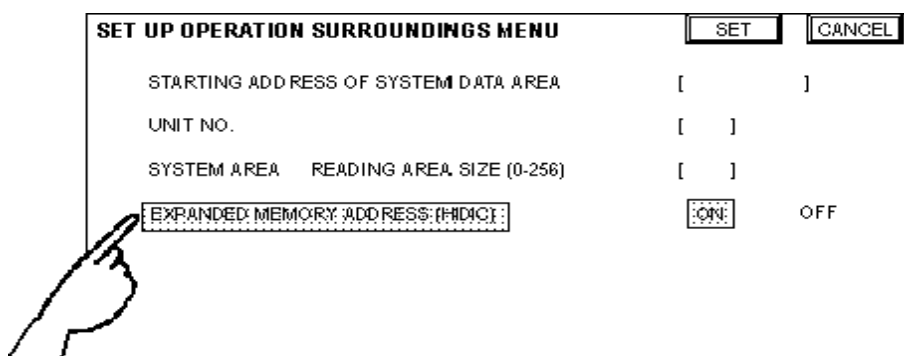 SET UP OPERATION SURROUNDINGS MENU SET CANCEL
STARTING ADDRESS OF SYSTEM DATA AREA [ ]
UNIT NO. [ ]
SYSTEM AREA READING AREA SIZE (0-256) [ ]
EXPANDED MEMORY ADDRESS (HIDIC) ON OFF